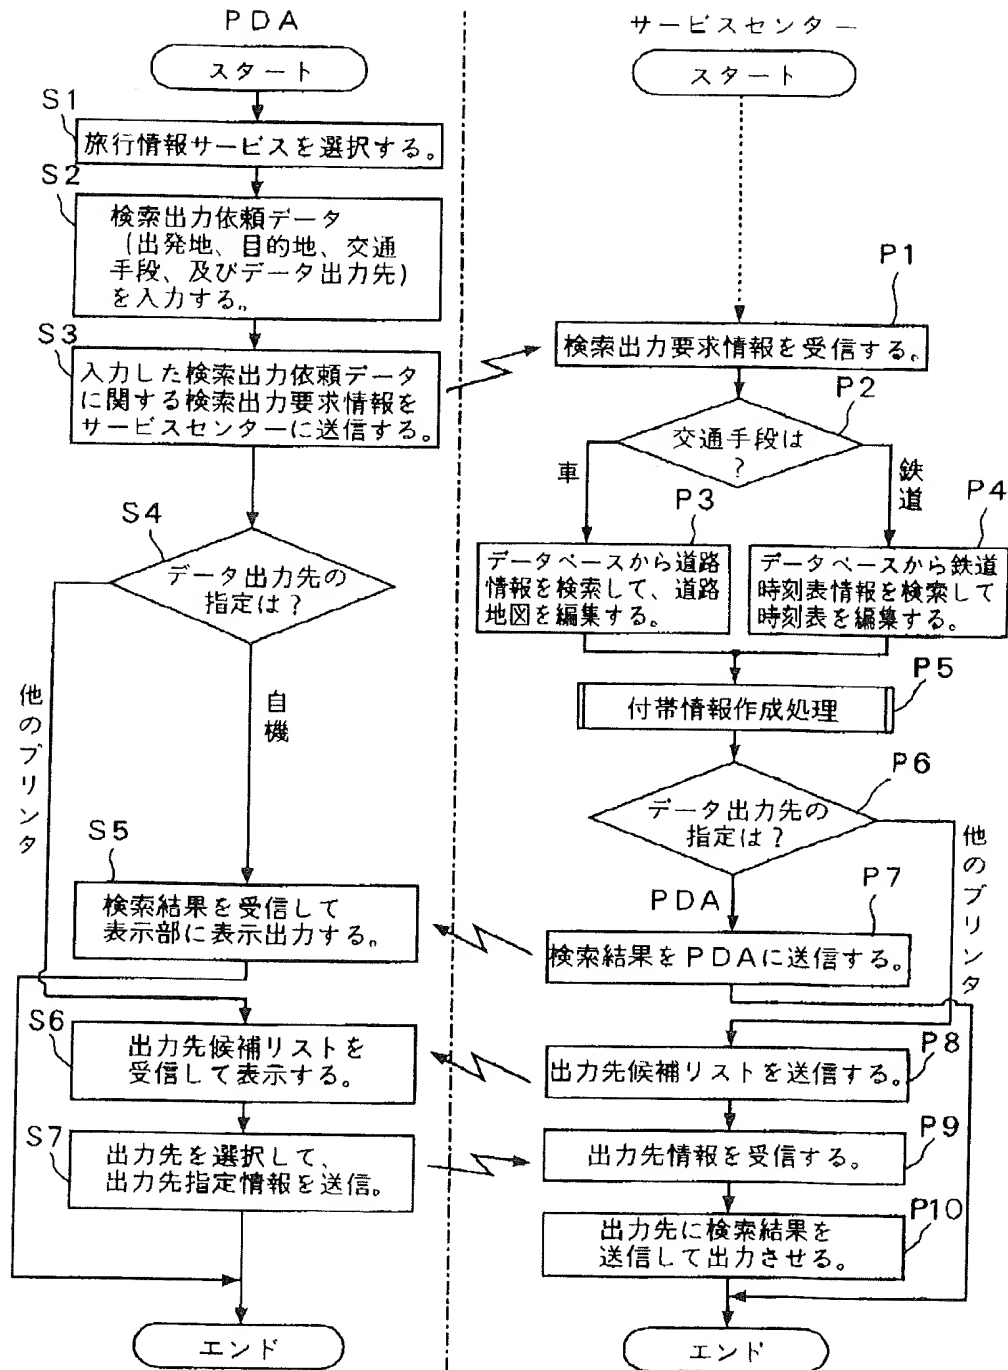 PDA
スタート
S1
旅行情報サービスを選択する。
S2
検索出力依頼データ
(出発地、目的地、交通
手段、及びデータ出力先)
を入力する。
S3
入力した検索出力依頼データ
に関する検索出力要求情報を
サービスセンターに送信する。
S4
データ出力先の
指定は?
他のプリンタ
自機
S5
検索結果を受信して
表示部に表示出力する。
S6
出力先候補リストを
受信して表示する。
S7
出力先を選択して、
出力先指定情報を送信。
エンド
サービスセンター
スタート
P1
検索出力要求情報を受信する。
P2
交通手段は
?
車
鉄道
P3
データベースから道路
情報を検索して、道路
地図を編集する。
P4
データベースから鉄道
時刻表情報を検索して
時刻表を編集する。
P5
付帯情報作成処理
P6
データ出力先の
指定は?
PDA
他のプリンタ
P7
検索結果をPDAに送信する。
P8
出力先候補リストを送信する。
P9
出力先情報を受信する。
P10
出力先に検索結果を
送信して出力させる。
エンド